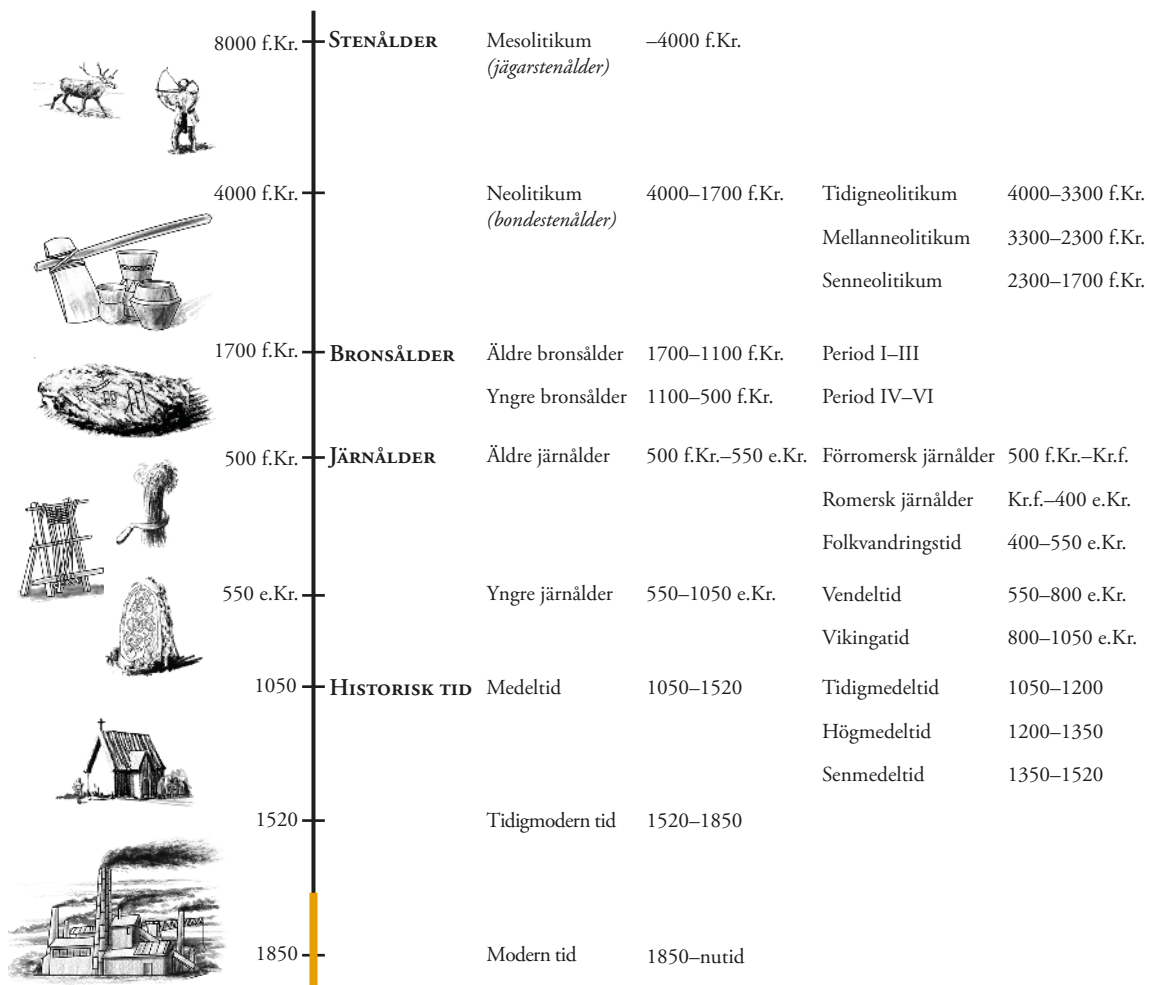 8000 f.Kr. STENÅLDER Mesolitikum –4000 f.Kr.
(jägarstenålder)
4000 f.Kr. Neolitikum 4000–1700 f.Kr. Tidigneolitikum 4000–3300 f.Kr.
(bondestenålder)
Mellanneolitikum 3300–2300 f.Kr.
Senneolitikum 2300–1700 f.Kr.
1700 f.Kr. BRONSÅLDER Äldre bronsålder 1700–1100 f.Kr. Period I–III
Yngre bronsålder 1100–500 f.Kr. Period IV–VI
500 f.Kr. JÄRNÅLDER Äldre järnålder 500 f.Kr.–550 e.Kr. Förromersk järnålder 500 f.Kr.–Kr.f.
Romersk järnålder Kr.f.–400 e.Kr.
Folkvandringstid 400–550 e.Kr.
550 e.Kr. Yngre järnålder 550–1050 e.Kr. Vendeltid 550–800 e.Kr.
Vikingatid 800–1050 e.Kr.
1050 HISTORISK TID Medeltid 1050–1520 Tidigmedeltid 1050–1200
Högmedeltid 1200–1350
Senmedeltid 1350–1520
1520 Tidigmodern tid 1520–1850
1850 Modern tid 1850–nutid